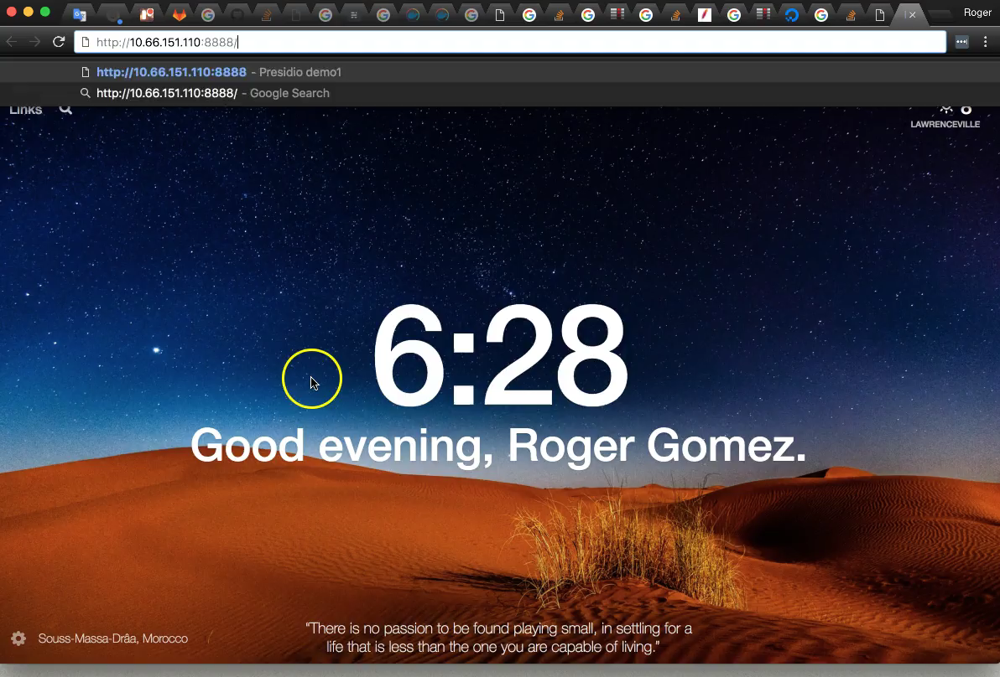 Roger
http://10.66.151.110:8888/
http://10.66.151.110:8888 - Presidio demo1
http://10.66.151.110:8888/ - Google Search
Links
LAWRENCEVILLE
6:28
Good evening, Roger Gomez.
“There is no passion to be found playing small, in settling for a
life that is less than the one you are capable of living.”
Souss-Massa-Drâa, Morocco